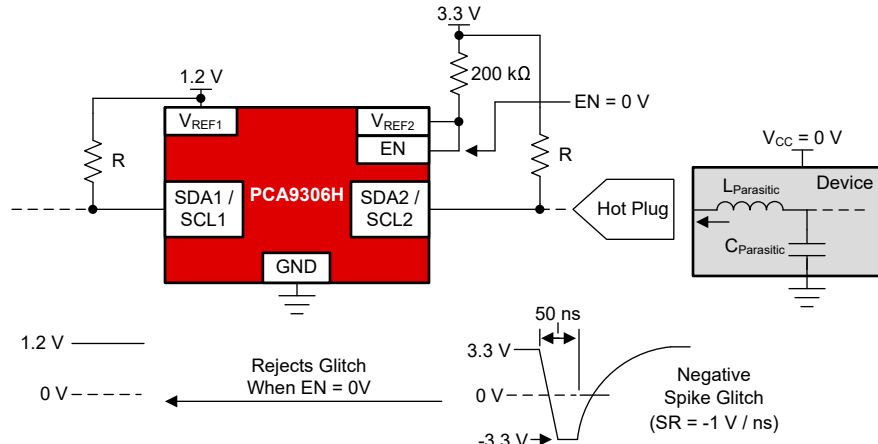 3.3 V
200 kΩ
1.2 V
EN = 0 V
VREF1
VREF2
EN
R
R
VCC = 0 V
PCA9306H
SDA1 /
SCL1
SDA2 /
SCL2
Hot Plug
LParasitic
Device
CParasitic
GND
50 ns
1.2 V
3.3 V
Rejects Glitch
When EN = 0V
0 V
0 V
Negative
Spike Glitch
(SR = -1 V / ns)
-3.3 V